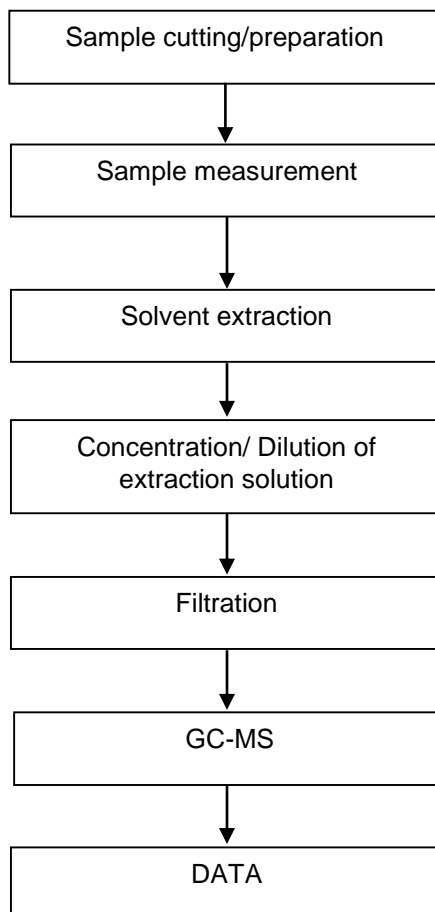 Sample cutting/preparation
Sample measurement
Solvent extraction
Concentration/ Dilution of
extraction solution
Filtration
GC-MS
DATA